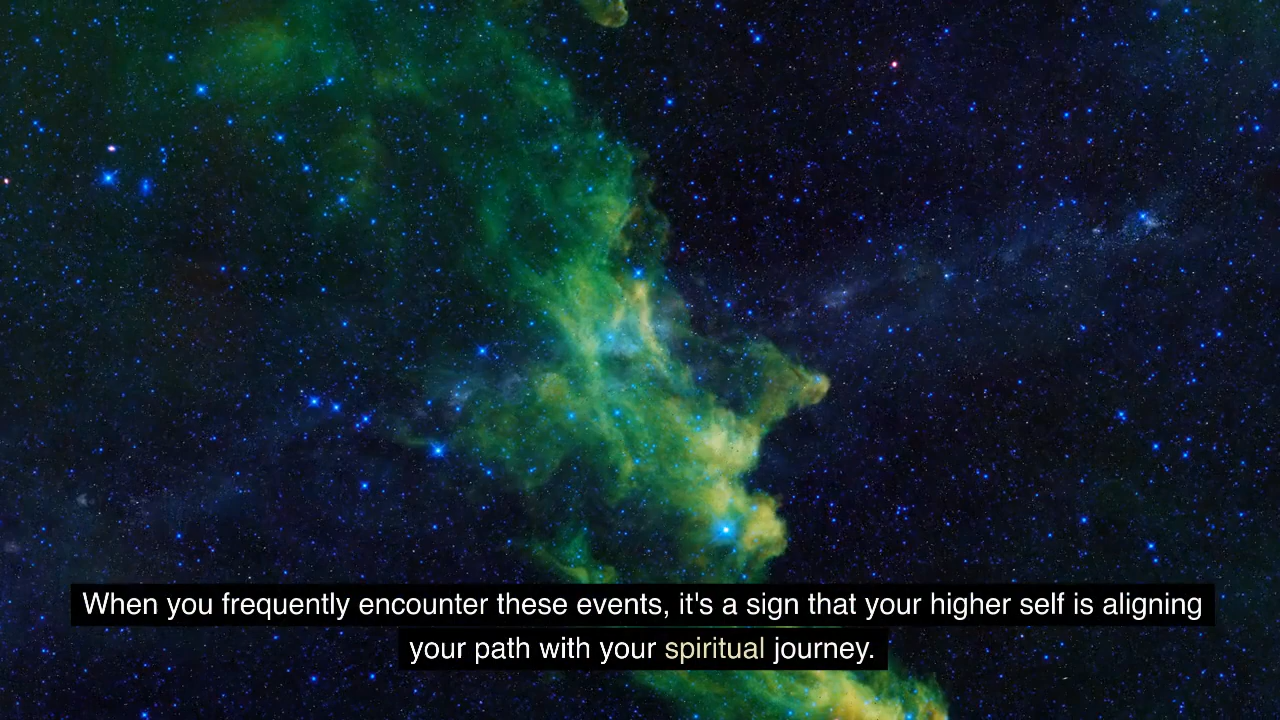 When you frequently encounter these events, it's a sign that your higher self is aligning
your path with your spiritual journey.